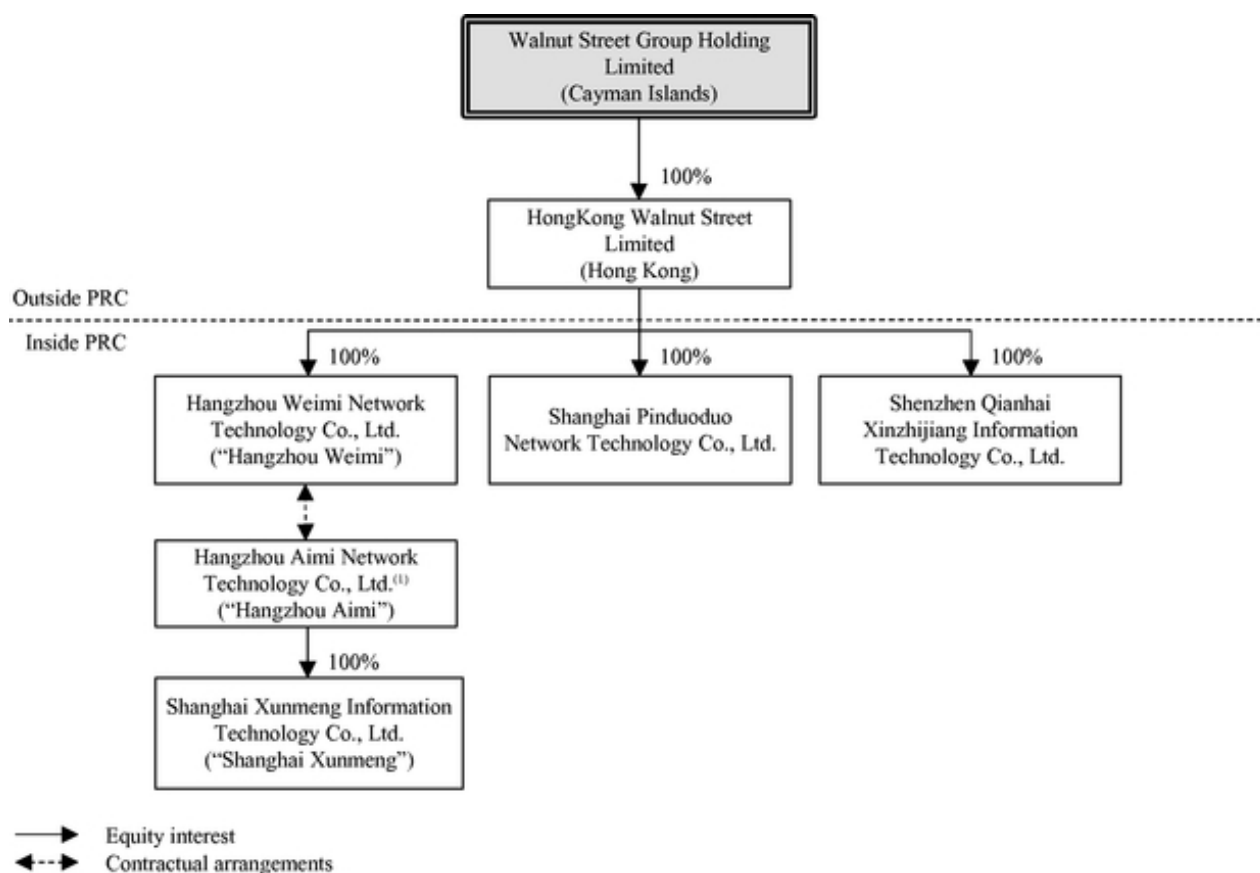 Walnut Street Group Holding
Limited
(Cayman Islands)
100%
HongKong Walnut Street
Limited
(Hong Kong)
Outside PRC
Inside PRC
100%
100%
100%
Hangzhou Weimi Network
Technology Co., Ltd.
(“Hangzhou Weimi”)
Shanghai Pinduoduo
Network Technology Co., Ltd.
Shenzhen Qianhai
Xinzhijiang Information
Technology Co., Ltd.
Hangzhou Aimi Network
Technology Co., Ltd.(1)
(“Hangzhou Aimi”)
100%
Shanghai Xunmeng Information
Technology Co., Ltd.
(“Shanghai Xunmeng”)
Equity interest
Contractual arrangements